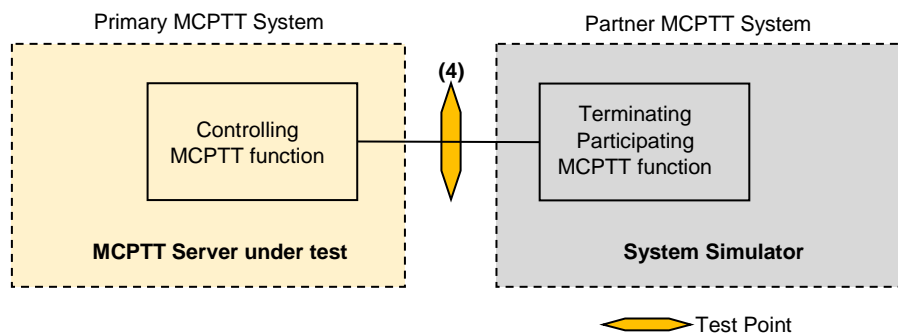 Primary MCPTT System
Partner MCPTT System
(4)
Controlling
MCPTT function
Terminating
Participating
MCPTT function
MCPTT Server under test
System Simulator
Test Point